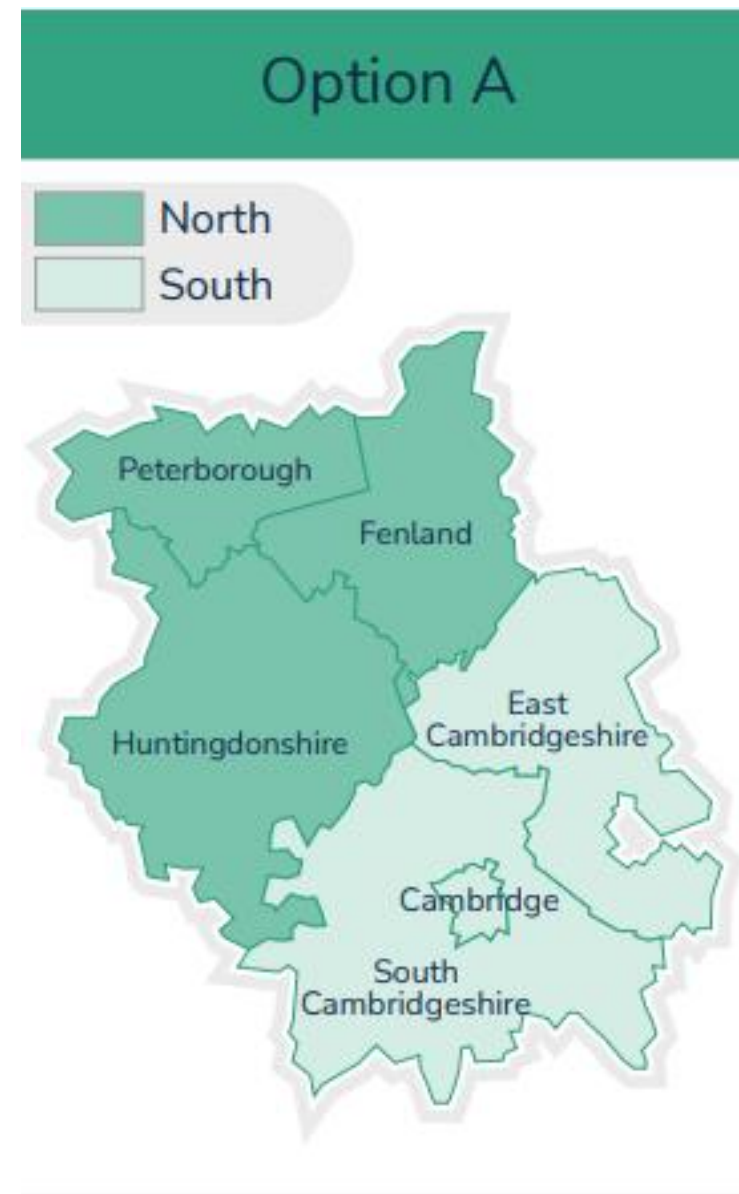 Option A
North
South
Peterborough
Fenland
East
Cambridgeshire
Huntingdonshire
Cambridge
South
Cambridgeshire